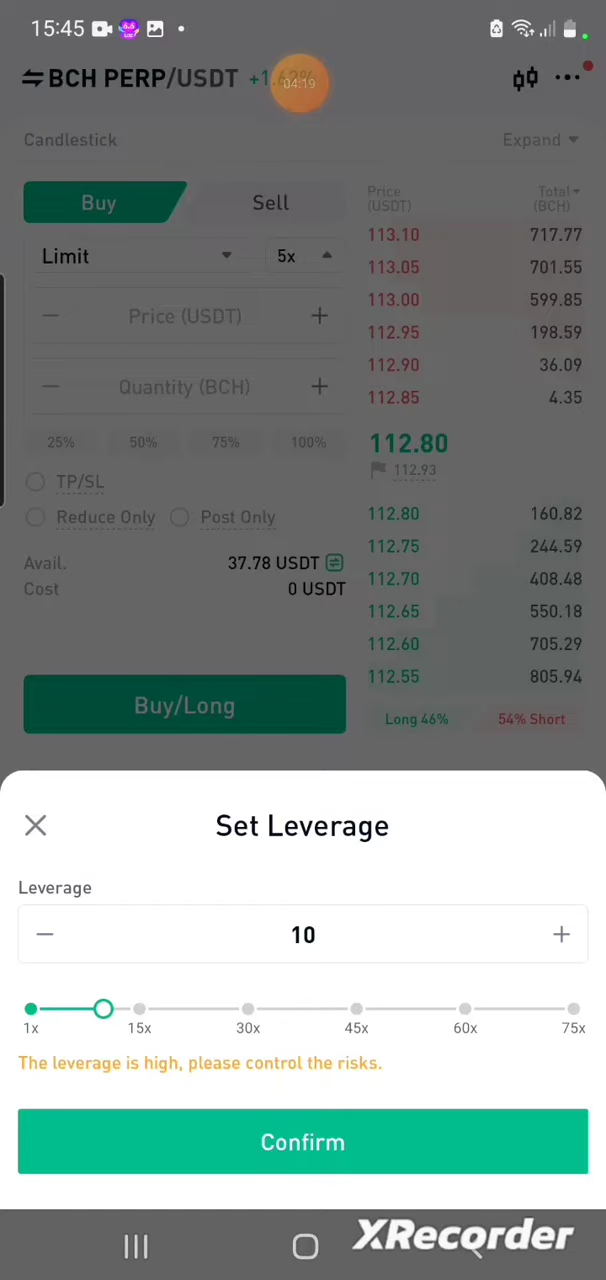 15:45
BCH PERP/USDT +1.62%
04:19
Candlestick Expand
Buy Sell
Limit 5x
Price (USDT)
Quantity (BCH)
25% 50% 75% 100%
TP/SL
Reduce Only Post Only
Avail. 37.78 USDT
Cost 0 USDT
Buy/Long
Price Total
(USDT) (BCH)
113.10 717.77
113.05 701.55
113.00 599.85
112.95 198.59
112.90 36.09
112.85 4.35
112.80
112.93
112.80 160.82
112.75 244.59
112.70 408.48
112.65 550.18
112.60 705.29
112.55 805.94
Long 46% 54% Short
Set Leverage
Leverage
10
1x 15x 30x 45x 60x 75x
The leverage is high, please control the risks.
Confirm
XRecorder